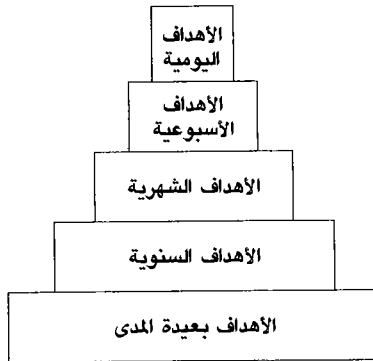 الأهداف
اليومية
الأهداف
الأسبوعية
الأهداف الشهرية
الأهداف السنوية
الأهداف بعيدة المدى